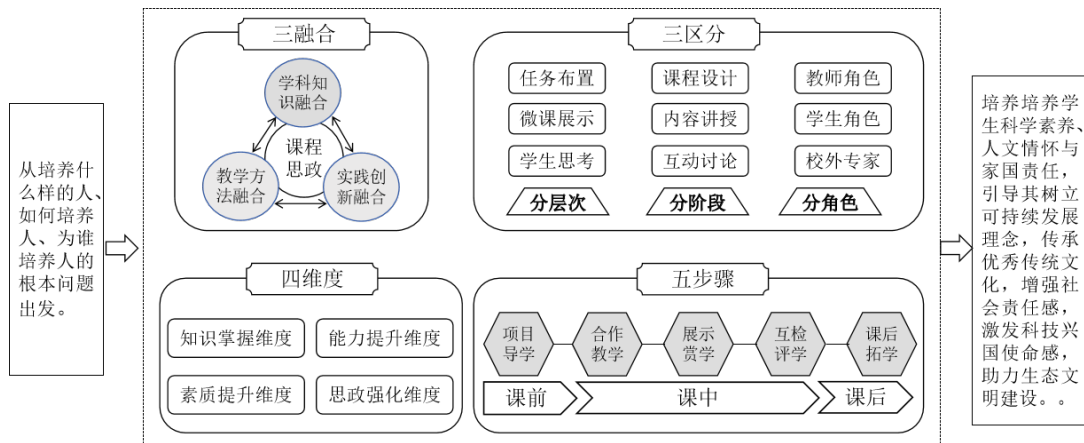 从培养什
么样的人、
如何培养
人、为谁
培养人的
根本问题
出发。
三融合
学科知
识融合
课程
思政
教学方
法融合
实践创
新融合
三区分
任务布置
课程设计
教师角色
微课展示
内容讲授
学生角色
学生思考
互动讨论
校外专家
分层次
分阶段
分角色
四维度
知识掌握维度
能力提升维度
素质提升维度
思政强化维度
五步骤
项目
导学
合作
教学
展示
赏学
互检
评学
课后
拓学
课前
课中
课后
培养培养学
生科学素养、
人文情怀与
家国责任，
引导其树立
可持续发展
理念，传承
优秀传统文
化，增强社
会责任感，
激发科技兴
国使命感，
助力生态文
明建设。。